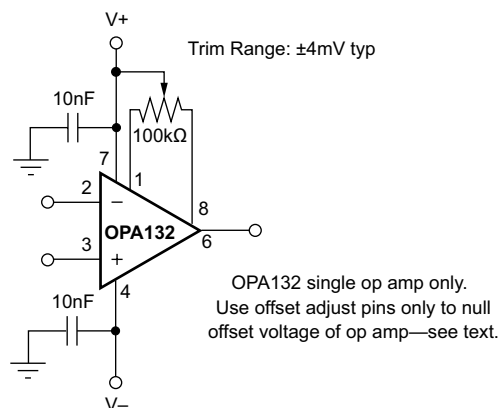 V+
Trim Range: ±4mV typ
10nF
100kΩ
7
1
2
8
–
OPA132
6
3
+
4
10nF
OPA132 single op amp only.
Use offset adjust pins only to null
offset voltage of op amp—see text.
V–